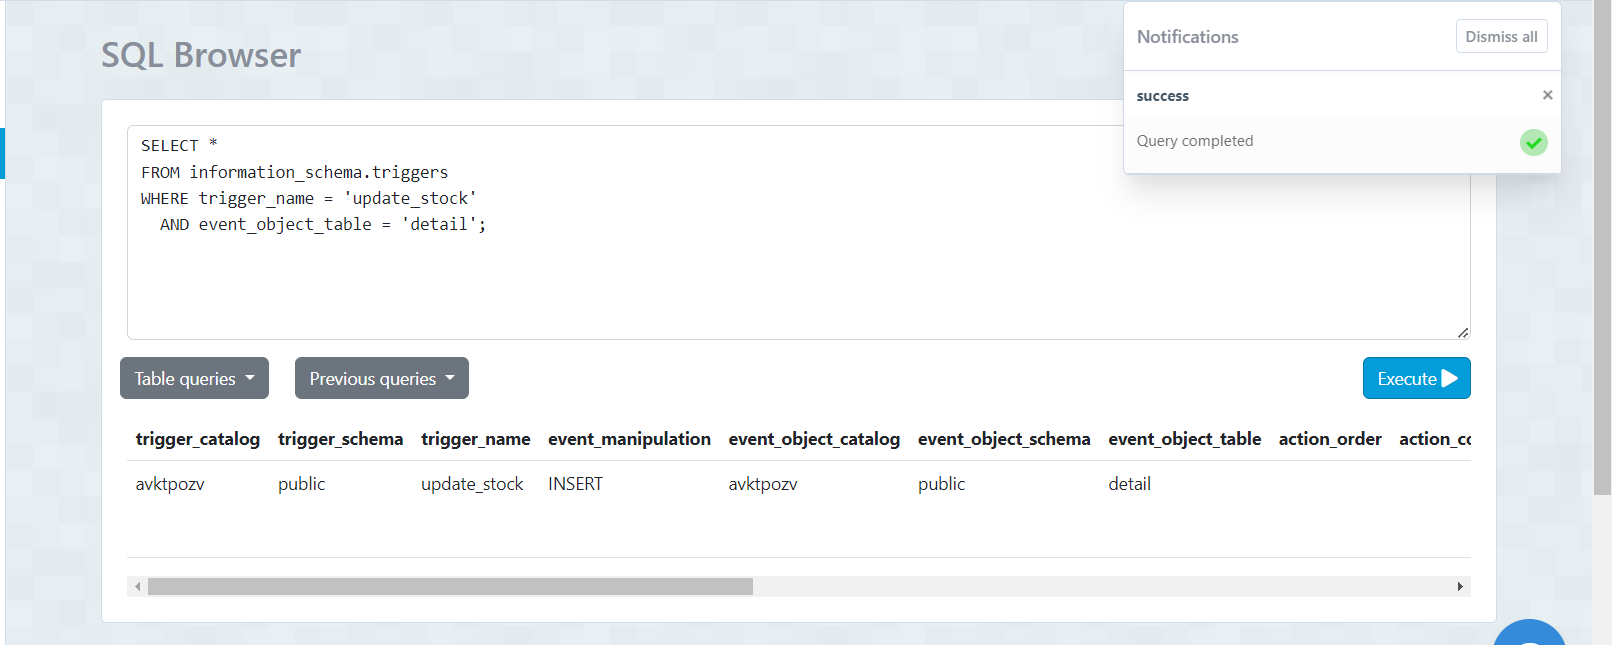 SQL Browser
Notifications
Dismiss all
success
×
Query completed
SELECT *
FROM information_schema.triggers
WHERE trigger_name = 'update_stock'
  AND event_object_table = 'detail';
Table queries
Previous queries
Execute
trigger_catalog trigger_schema trigger_name event_manipulation event_object_catalog event_object_schema event_object_table action_order action_co
avktpozv public update_stock INSERT avktpozv public detail